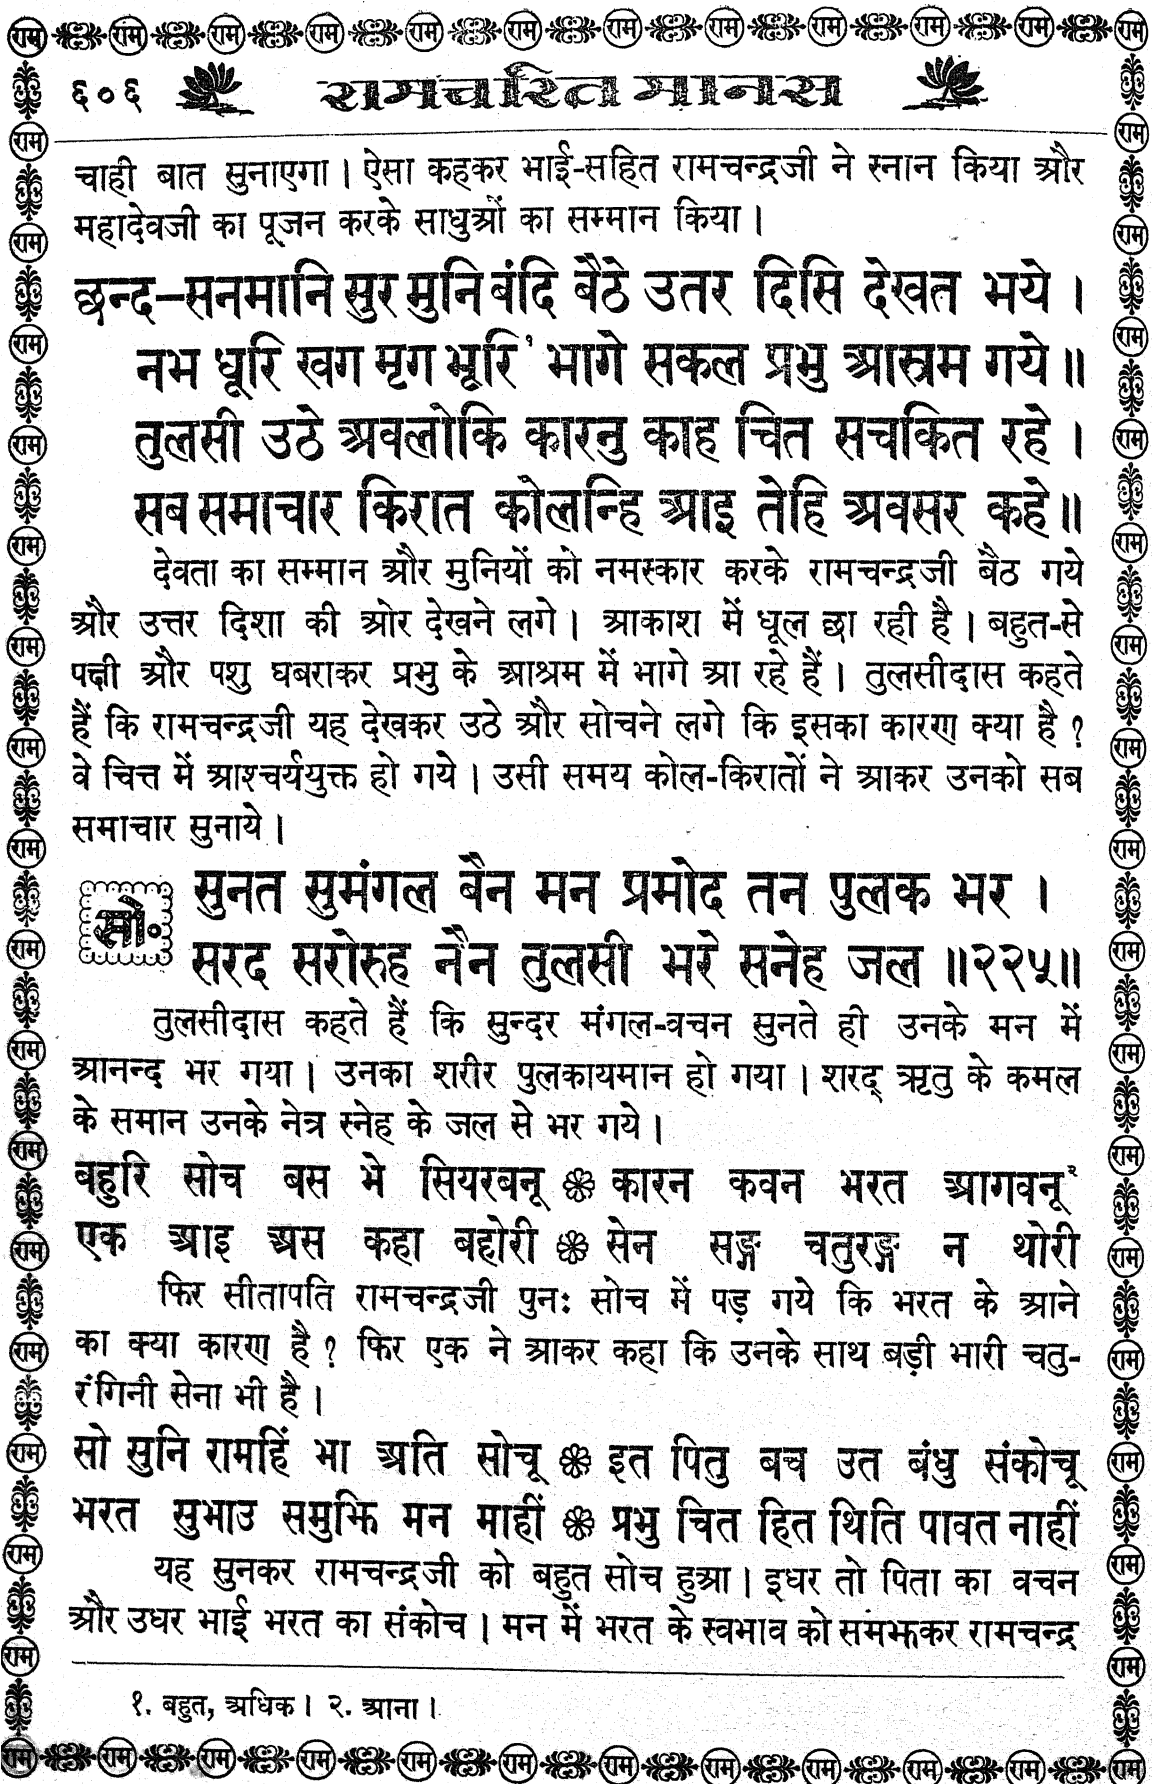 ६०६ रामचरित मानस
चाही बात सुनाएगा। ऐसा कहकर भाई-सहित रामचन्द्रजी ने स्नान किया और
महादेवजी का पूजन करके साधुओं का सम्मान किया।
छन्द—सनमानि सुर मुनि बंदि बैठे उतर दिसि देखत भये।
नभ धूरि खग मृग भूरि१ भागे सकल प्रभु आस्रम गये॥
तुलसी उठे अवलोकि कारनु काह चित सचकित रहे।
सब समाचार किरात कोलन्हि आइ तेहि अवसर कहे॥
देवता का सम्मान और मुनियों को नमस्कार करके रामचन्द्रजी बैठ गये
और उत्तर दिशा की ओर देखने लगे। आकाश में धूल छा रही है। बहुत-से
पक्षी और पशु घबराकर प्रभु के आश्रम में भागे आ रहे हैं। तुलसीदास कहते
हैं कि रामचन्द्रजी यह देखकर उठे और सोचने लगे कि इसका कारण क्या है?
वे चित्त में आश्चर्ययुक्त हो गये। उसी समय कोल-किरातों ने आकर उनको सब
समाचार सुनाये।
सो० सुनत सुमंगल बैन मन प्रमोद तन पुलक भर।
सरद सरोरुह नैन तुलसी भरे सनेह जल॥२२५॥
तुलसीदास कहते हैं कि सुन्दर मंगल-वचन सुनते ही उनके मन में
आनन्द भर गया। उनका शरीर पुलकायमान हो गया। शरद् ऋतु के कमल
के समान उनके नेत्र स्नेह के जल से भर गये।
बहुरि सोच बस भे सियरवनू ❀ कारन कवन भरत आगवनू२
एक आइ अस कहा बहोरी ❀ सेन सङ्ग चतुरङ्ग न थोरी
फिर सीतापति रामचन्द्रजी पुनः सोच में पड़ गये कि भरत के आने
का क्या कारण है? फिर एक ने आकर कहा कि उनके साथ बड़ी भारी चतु-
रंगिनी सेना भी है।
सो सुनि रामहिं भा अति सोचू ❀ इत पितु बच उत बंधु संकोचू
भरत सुभाउ समुझि मन माहीं ❀ प्रभु चित हित थिति पावत नाहीं
यह सुनकर रामचन्द्रजी को बहुत सोच हुआ। इधर तो पिता का वचन
और उधर भाई भरत का संकोच। मन में भरत के स्वभाव को समझकर रामचन्द्र
१. बहुत, अधिक। २. आना।